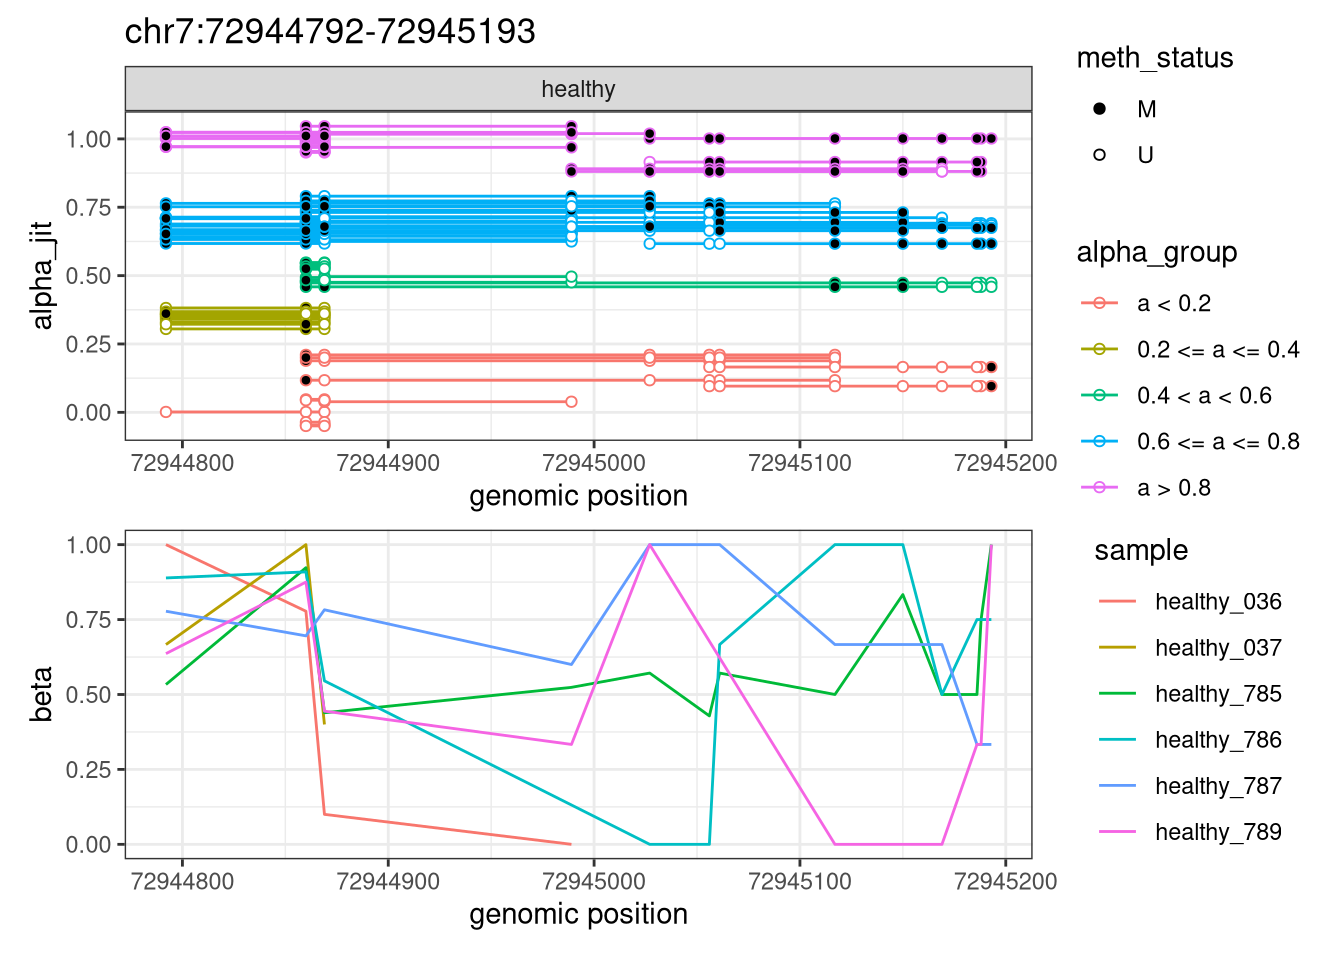 chr7:72944792-72945193
healthy
1.00
0.75
0.50
0.25
0.00
alpha_jit
72944800 72944900 72945000 72945100 72945200
genomic position
meth_status
M
U
alpha_group
a < 0.2
0.2 <= a <= 0.4
0.4 < a < 0.6
0.6 <= a <= 0.8
a > 0.8
1.00
0.75
0.50
0.25
0.00
beta
72944800 72944900 72945000 72945100 72945200
genomic position
sample
healthy_036
healthy_037
healthy_785
healthy_786
healthy_787
healthy_789